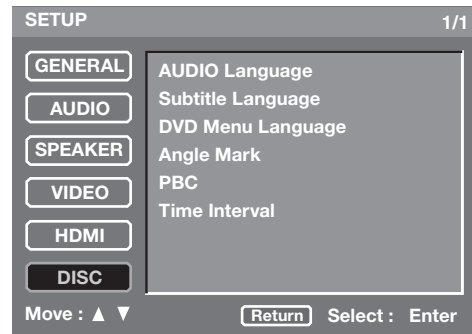 SETUP 1/1
GENERAL
AUDIO
SPEAKER
VIDEO
HDMI
DISC
AUDIO Language
Subtitle Language
DVD Menu Language
Angle Mark
PBC
Time Interval
Move : ▲ ▼ Return Select : Enter